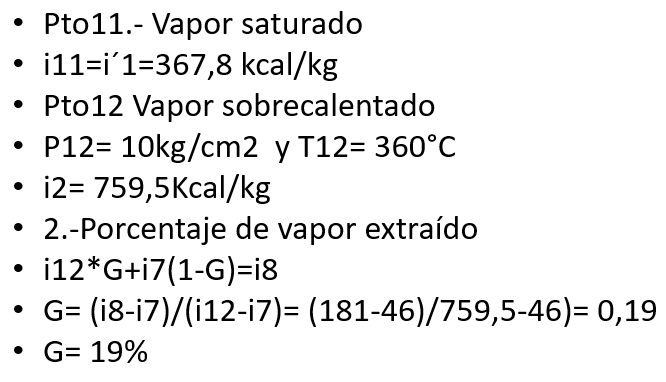 • Pto11.- Vapor saturado
• i11=i´1=367,8 kcal/kg
• Pto12 Vapor sobrecalentado
• P12= 10kg/cm2  y T12= 360°C
• i2= 759,5Kcal/kg
• 2.-Porcentaje de vapor extraído
• i12*G+i7(1-G)=i8
• G= (i8-i7)/(i12-i7)= (181-46)/759,5-46)= 0,19
• G= 19%